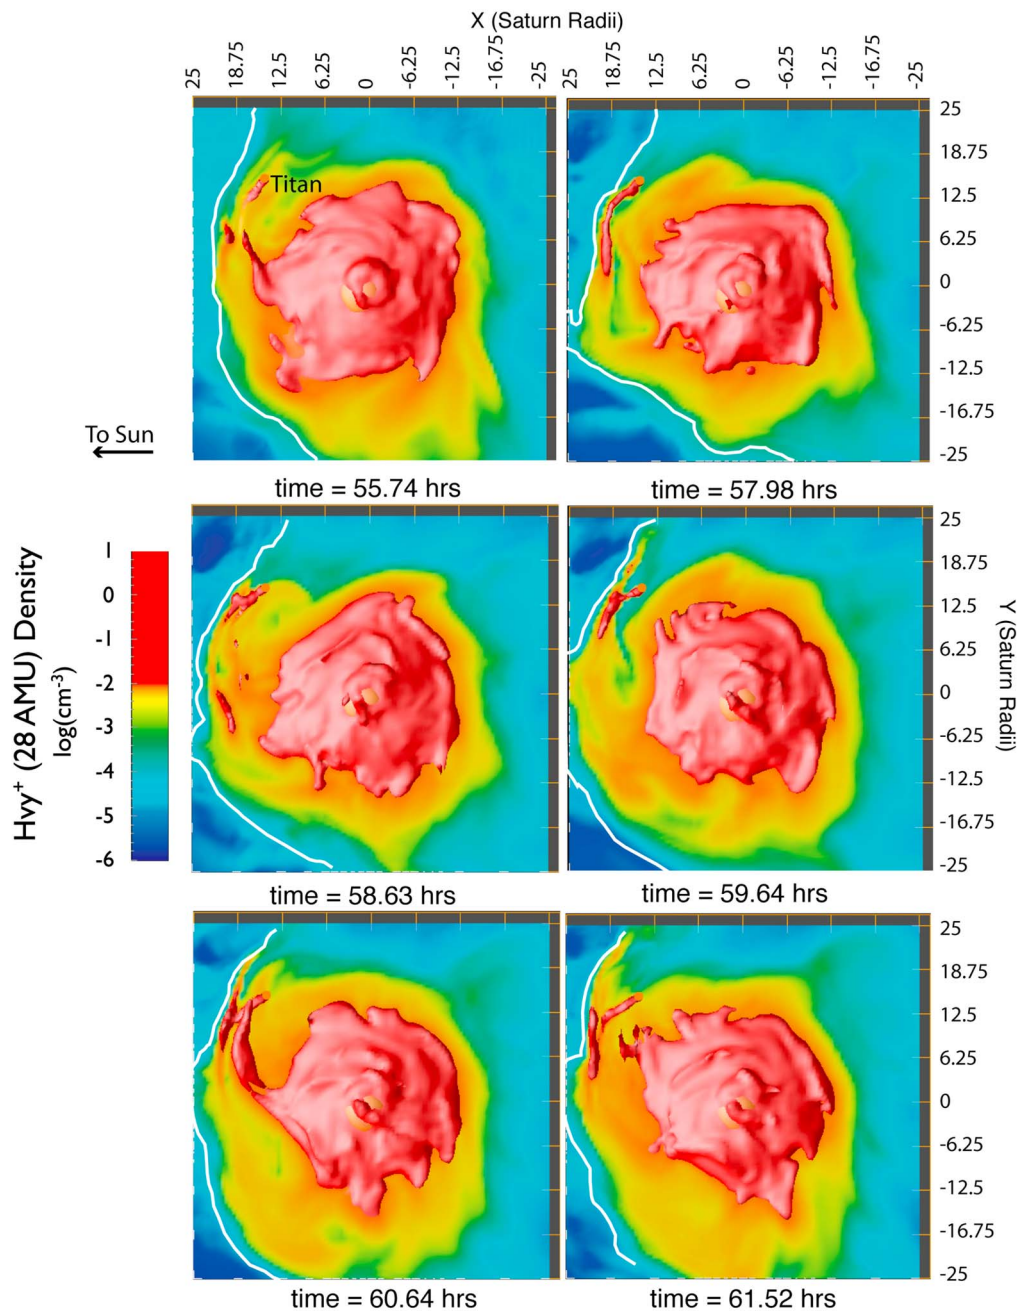 X (Saturn Radii)
25 18.75 12.5 6.25 0 -6.25 -12.5 -16.75 -25 25 18.75 12.5 6.25 0 -6.25 -12.5 -25
Titan
25
18.75
12.5
6.25
0
-6.25
-12.5
-16.75
-25
To Sun
time = 55.74 hrs
time = 57.98 hrs
Hvy⁺ (28 AMU) Density
log(cm⁻³)
1
0
-1
-2
-3
-4
-5
-6
25
18.75
12.5
6.25
0
-6.25
-12.5
-16.75
-25
Y (Saturn Radii)
time = 58.63 hrs
time = 59.64 hrs
25
18.75
12.5
6.25
0
-6.25
-12.5
-16.75
-25
time = 60.64 hrs
time = 61.52 hrs